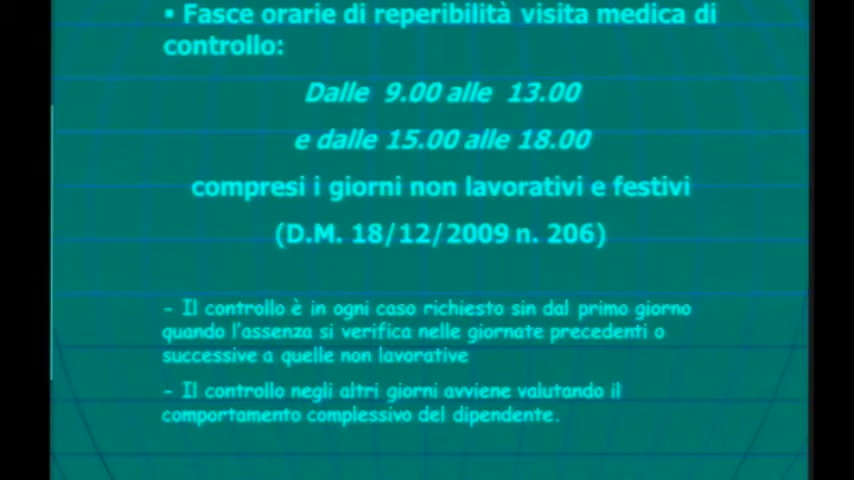 ▪ Fasce orarie di reperibilità visita medica di
controllo:
Dalle 9.00 alle 13.00
e dalle 15.00 alle 18.00
compresi i giorni non lavorativi e festivi
(D.M. 18/12/2009 n. 206)
- Il controllo è in ogni caso richiesto sin dal primo giorno
quando l'assenza si verifica nelle giornate precedenti o
successive a quelle non lavorative
- Il controllo negli altri giorni avviene valutando il
comportamento complessivo del dipendente.